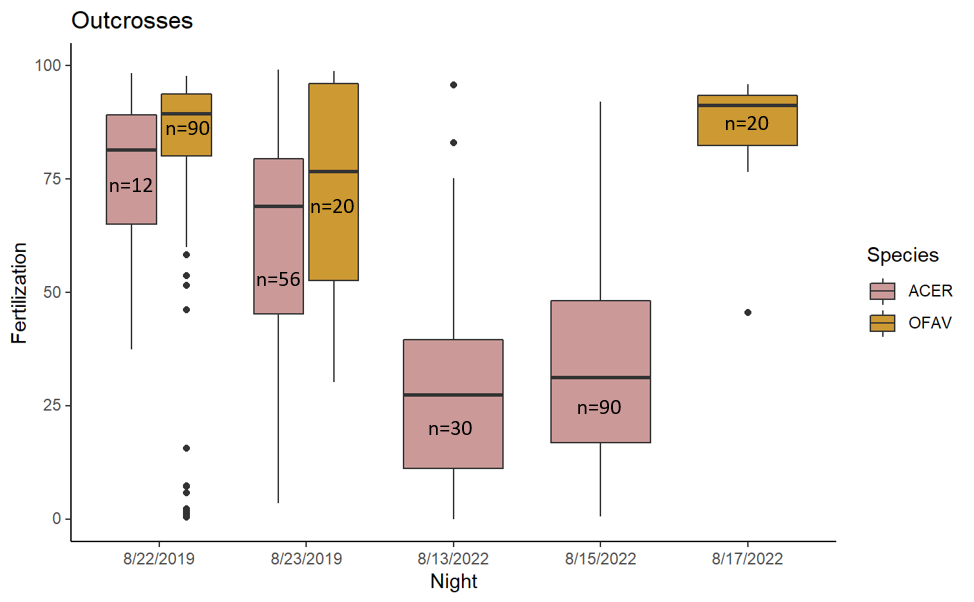 Outcrosses
100
75
50
25
0
Fertilization
n=12
n=90
n=56
n=20
n=30
n=90
n=20
8/22/2019
8/23/2019
8/13/2022
8/15/2022
8/17/2022
Night
Species
ACER
OFAV